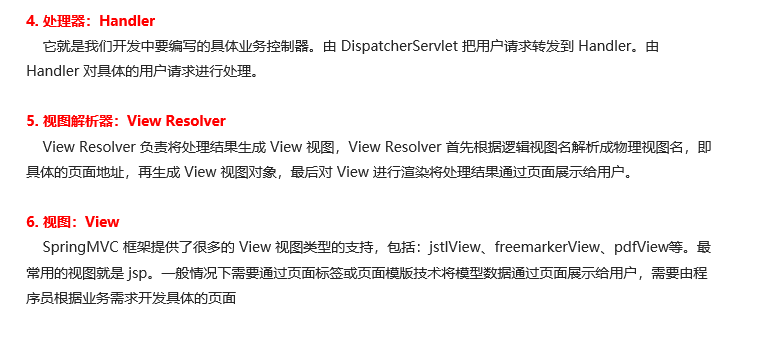 4. 处理器：Handler
它就是我们开发中要编写的具体业务控制器。由 DispatcherServlet 把用户请求转发到 Handler。由
Handler 对具体的用户请求进行处理。
5. 视图解析器：View Resolver
View Resolver 负责将处理结果生成 View 视图，View Resolver 首先根据逻辑视图名解析成物理视图名，即
具体的页面地址，再生成 View 视图对象，最后对 View 进行渲染将处理结果通过页面展示给用户。
6. 视图：View
SpringMVC 框架提供了很多的 View 视图类型的支持，包括：jstlView、freemarkerView、pdfView等。最
常用的视图就是 jsp。一般情况下需要通过页面标签或页面模版技术将模型数据通过页面展示给用户，需要由程
序员根据业务需求开发具体的页面